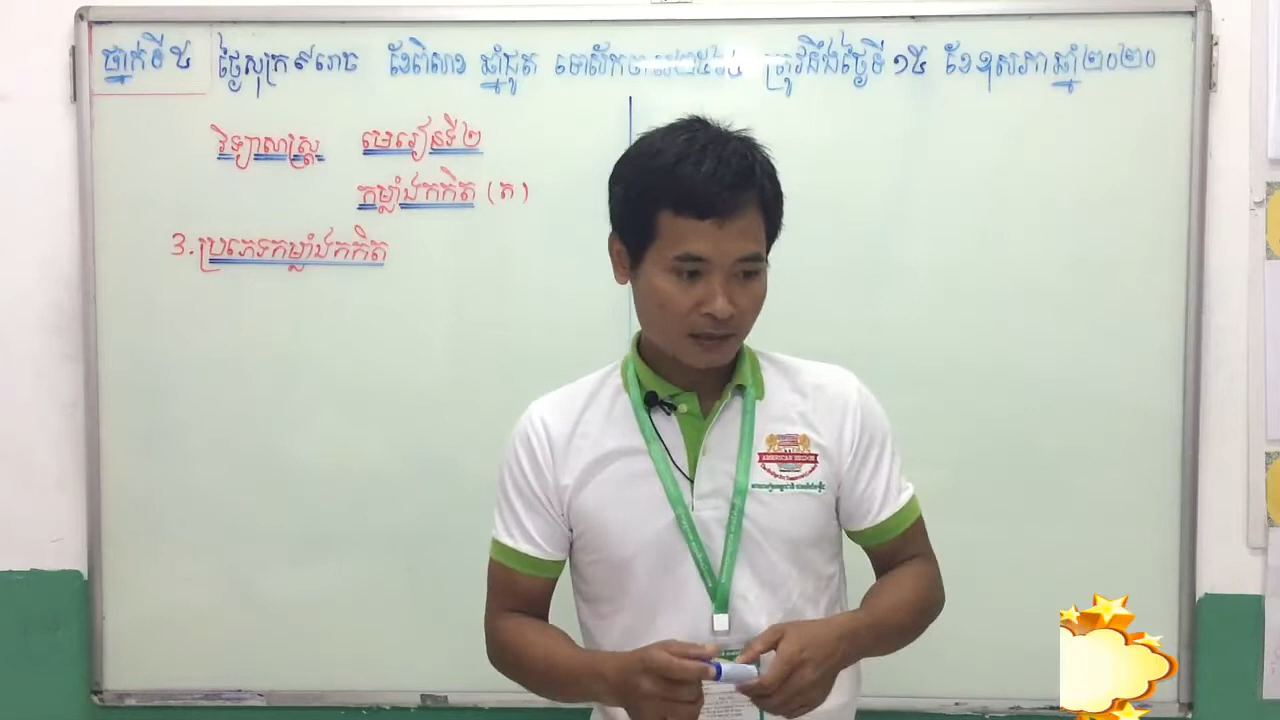 ថ្នាក់ទី៥ ថ្ងៃសុក្រ ៩រោច ខែពិសាខ ឆ្នាំជូត ទោស័ក ២៥៦៤ ត្រូវនឹងថ្ងៃទី ១៥ ខែឧសភា ឆ្នាំ២០២០
វិទ្យាសាស្ត្រ មេរៀនទី២
កម្លាំងកកិត (ត)
3. ប្រភេទកម្លាំងកកិត
AMERICAN